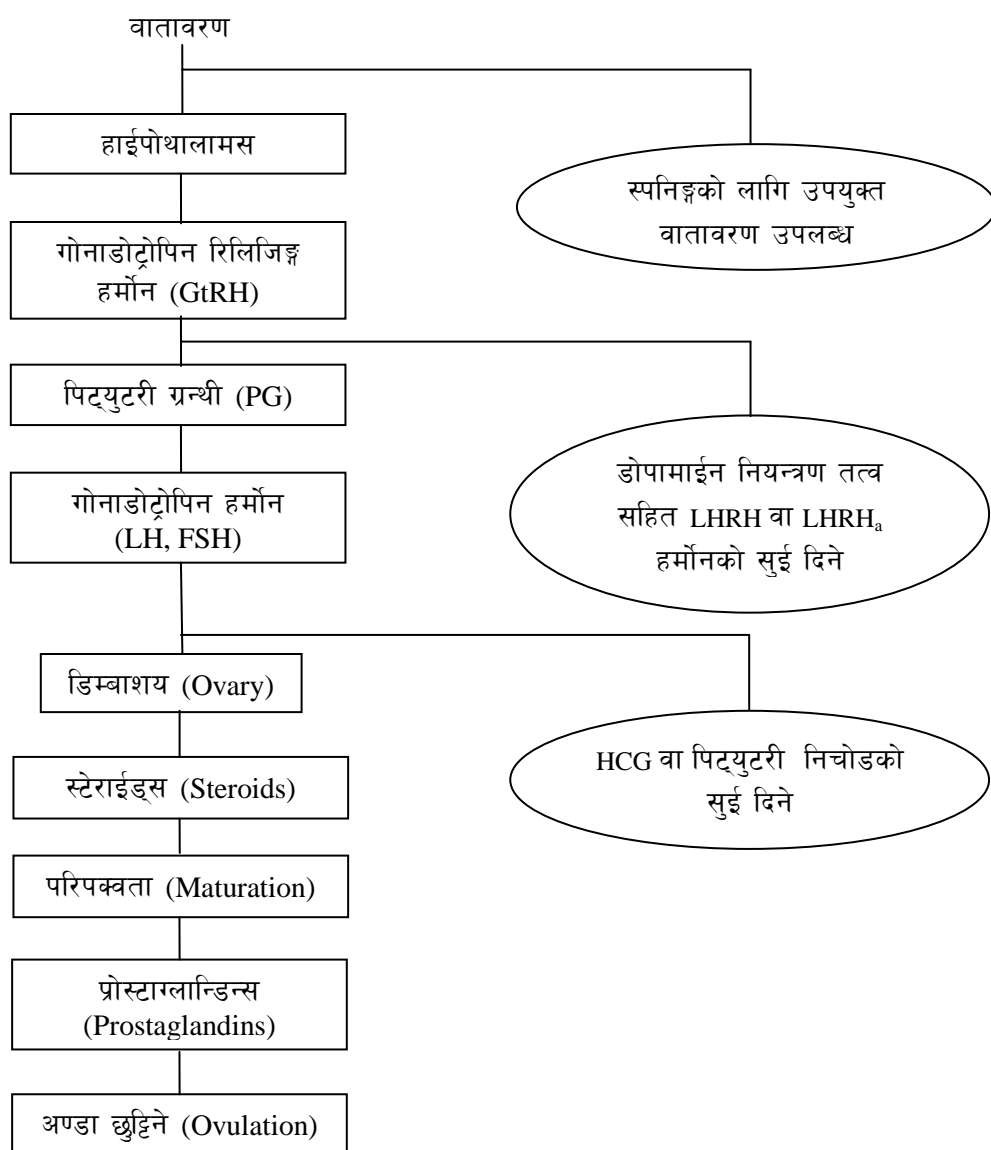 वातावरण
हाईपोथालामस
स्पनिङ्गको लागि उपयुक्त
वातावरण उपलब्ध
गोनाडोट्रोपिन रिलिजिङ्ग
हर्मोन (GtRH)
पिट्युटरी ग्रन्थी (PG)
गोनाडोट्रोपिन हर्मोन
(LH, FSH)
डोपामाईन नियन्त्रण तत्व
सहित LHRH वा LHRHₐ
हर्मोनको सुई दिने
डिम्बाशय (Ovary)
स्टेराईड्स (Steroids)
HCG वा पिट्युटरी निचोडको
सुई दिने
परिपक्वता (Maturation)
प्रोस्टाग्लान्डिन्स
(Prostaglandins)
अण्डा छुट्टिने (Ovulation)